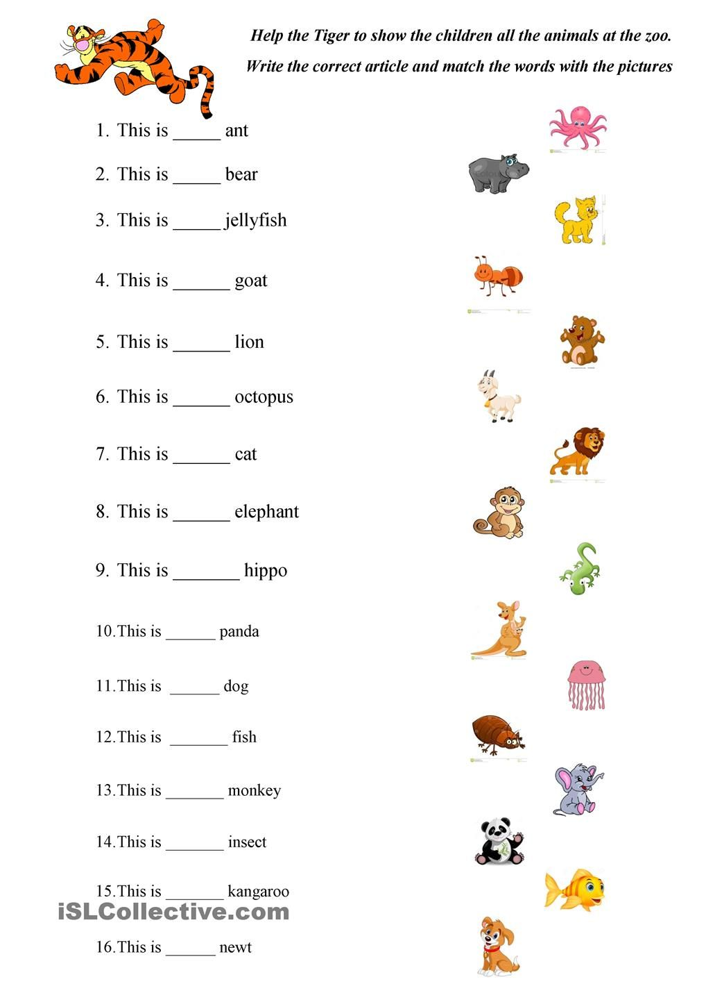 Help the Tiger to show the children all the animals at the zoo.
Write the correct article and match the words with the pictures
1. This is _____ ant
2. This is _____ bear
3. This is _____ jellyfish
4. This is ______ goat
5. This is ______ lion
6. This is ______ octopus
7. This is ______ cat
8. This is ______ elephant
9. This is _______ hippo
10.This is ______ panda
11.This is ______ dog
12.This is _______ fish
13.This is _______ monkey
14.This is _______ insect
15.This is _______ kangaroo
iSLCollective.com
16.This is ______ newt